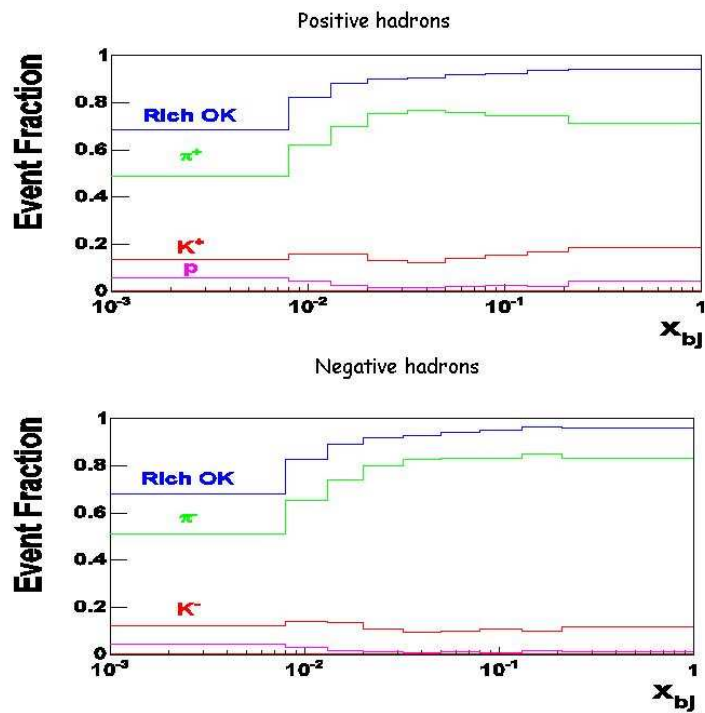 Positive hadrons
Event Fraction
1
0.8
0.6
0.4
0.2
0
Rich OK
π⁺
K⁺
p
10⁻³
10⁻²
10⁻¹
1
x_bj
Negative hadrons
Event Fraction
1
0.8
0.6
0.4
0.2
0
Rich OK
π⁻
K⁻
10⁻³
10⁻²
10⁻¹
1
x_bj